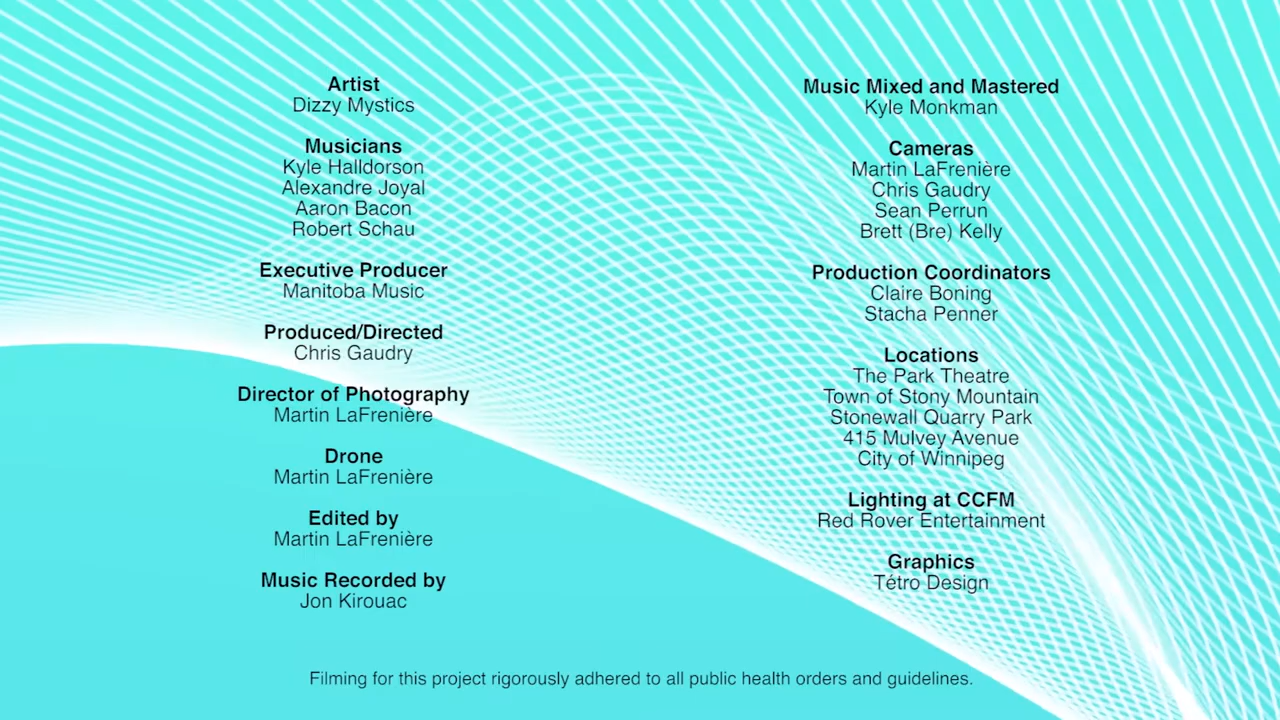 Artist
Dizzy Mystics
Musicians
Kyle Halldorson
Alexandre Joyal
Aaron Bacon
Robert Schau
Executive Producer
Manitoba Music
Produced/Directed
Chris Gaudry
Director of Photography
Martin LaFrenière
Drone
Martin LaFrenière
Edited by
Martin LaFrenière
Music Recorded by
Jon Kirouac
Music Mixed and Mastered
Kyle Monkman
Cameras
Martin LaFrenière
Chris Gaudry
Sean Perrun
Brett (Bre) Kelly
Production Coordinators
Claire Boning
Stacha Penner
Locations
The Park Theatre
Town of Stony Mountain
Stonewall Quarry Park
415 Mulvey Avenue
City of Winnipeg
Lighting at CCFM
Red Rover Entertainment
Graphics
Tétro Design
Filming for this project rigorously adhered to all public health orders and guidelines.